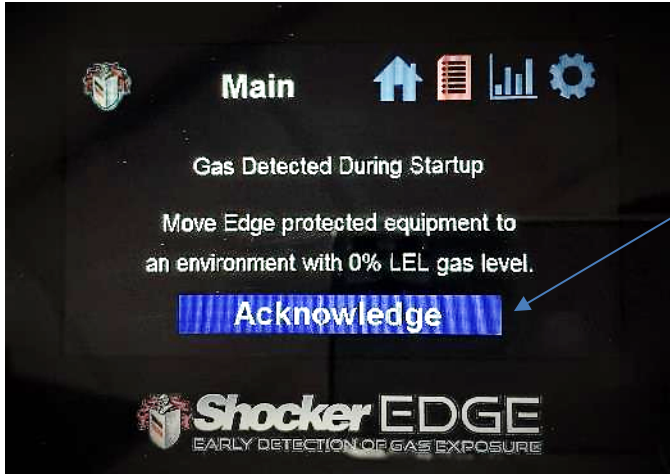 Main
Gas Detected During Startup
Move Edge protected equipment to
an environment with 0% LEL gas level.
Acknowledge
Shocker EDGE
EARLY DETECTION OF GAS EXPOSURE